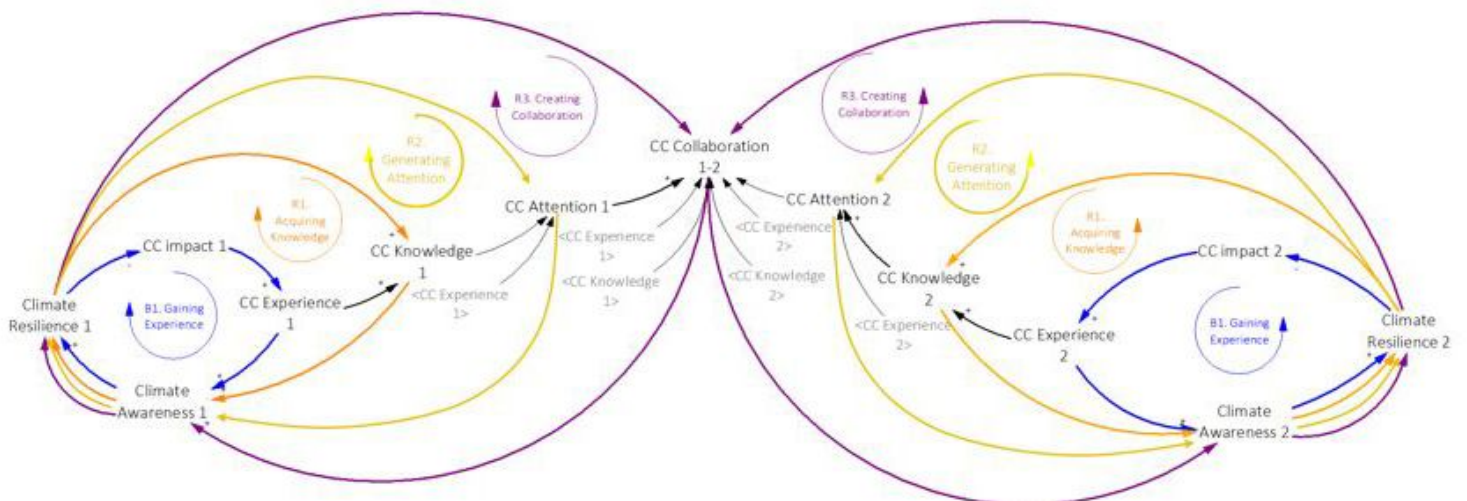 R3. Creating
Collaboration
R3. Creating
Collaboration
R2.
Generating
Attention
R2.
Generating
Attention
CC Collaboration
1-2
CC Attention 1
CC Attention 2
R1.
Acquiring
Knowledge
R1.
Acquiring
Knowledge
<CC Experience
1>
<CC Experience
2>
CC impact 1
CC Knowledge
1
<CC Knowledge
1>
<CC Knowledge
2>
CC Knowledge
2
CC impact 2
<CC Experience
1>
<CC Experience
2>
Climate
Resilience 1
B1. Gaining
Experience
CC Experience
1
CC Experience
2
B1. Gaining
Experience
Climate
Resilience 2
Climate
Awareness 1
Climate
Awareness 2